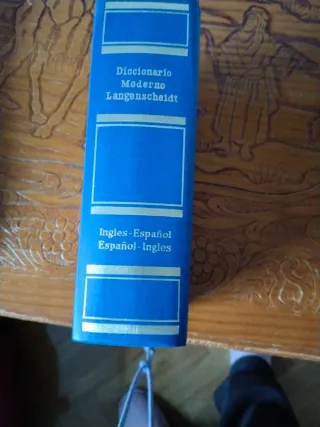 Diccionario
Moderno
Langenscheidt
Ingles-Español
Español-Ingles